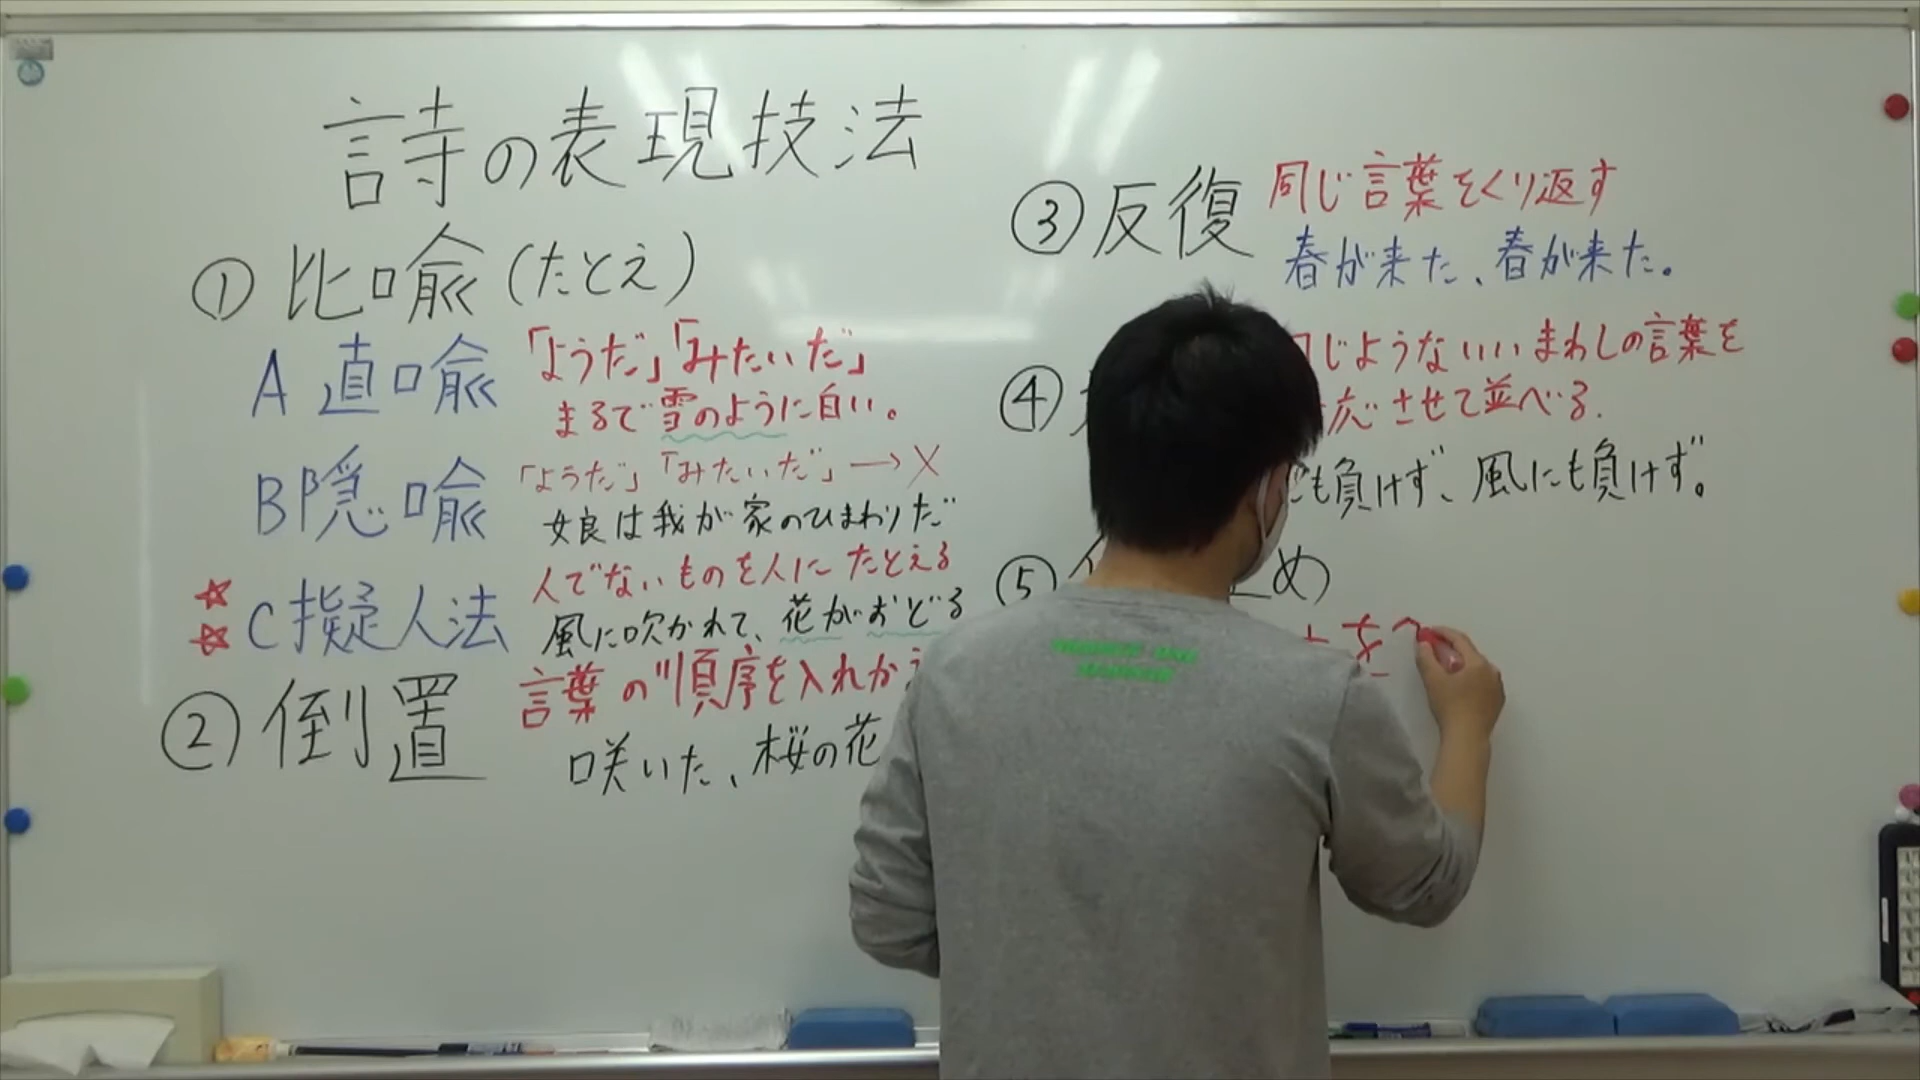 詩の表現技法
① 比喩(たとえ)
A 直喩 「ようだ」「みたいだ」
まるで雪のように白い。
B 隠喩 「ようだ」「みたいだ」→ X
女良は我が家のひまわりだ
C 擬人法 人でないものを人にたとえる
風に吹かれて、花がおどる
② 倒置 言葉の順序を入れか
咲いた、桜の花
③ 反復 同じ言葉をくり返す
春が来た、春が来た。
④ じようないいまわしの言葉を
応させて並べる.
にも負けず、風にも負けず。
⑤ め
を